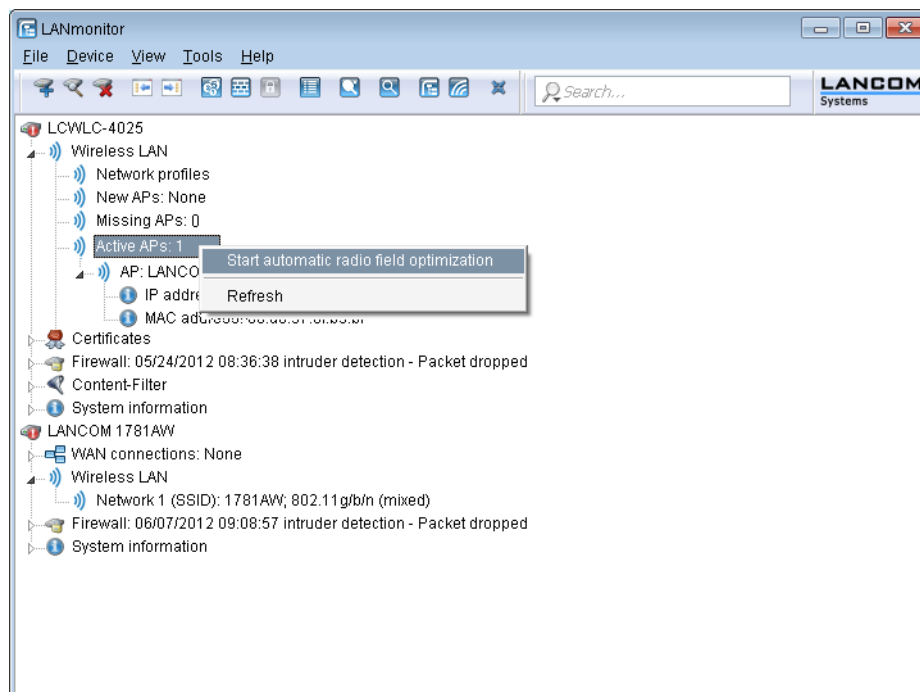 LANmonitor
File Device View Tools Help
Search...
LANCOM
Systems
LCWLC-4025
Wireless LAN
Network profiles
New APs: None
Missing APs: 0
Active APs: 1
Start automatic radio field optimization
AP: LANCO
IP addre
Refresh
MAC
Certificates
Firewall: 05/24/2012 08:36:38 intruder detection - Packet dropped
Content-Filter
System information
LANCOM 1781AW
WAN connections: None
Wireless LAN
Network 1 (SSID): 1781AW; 802.11g/b/n (mixed)
Firewall: 06/07/2012 09:08:57 intruder detection - Packet dropped
System information